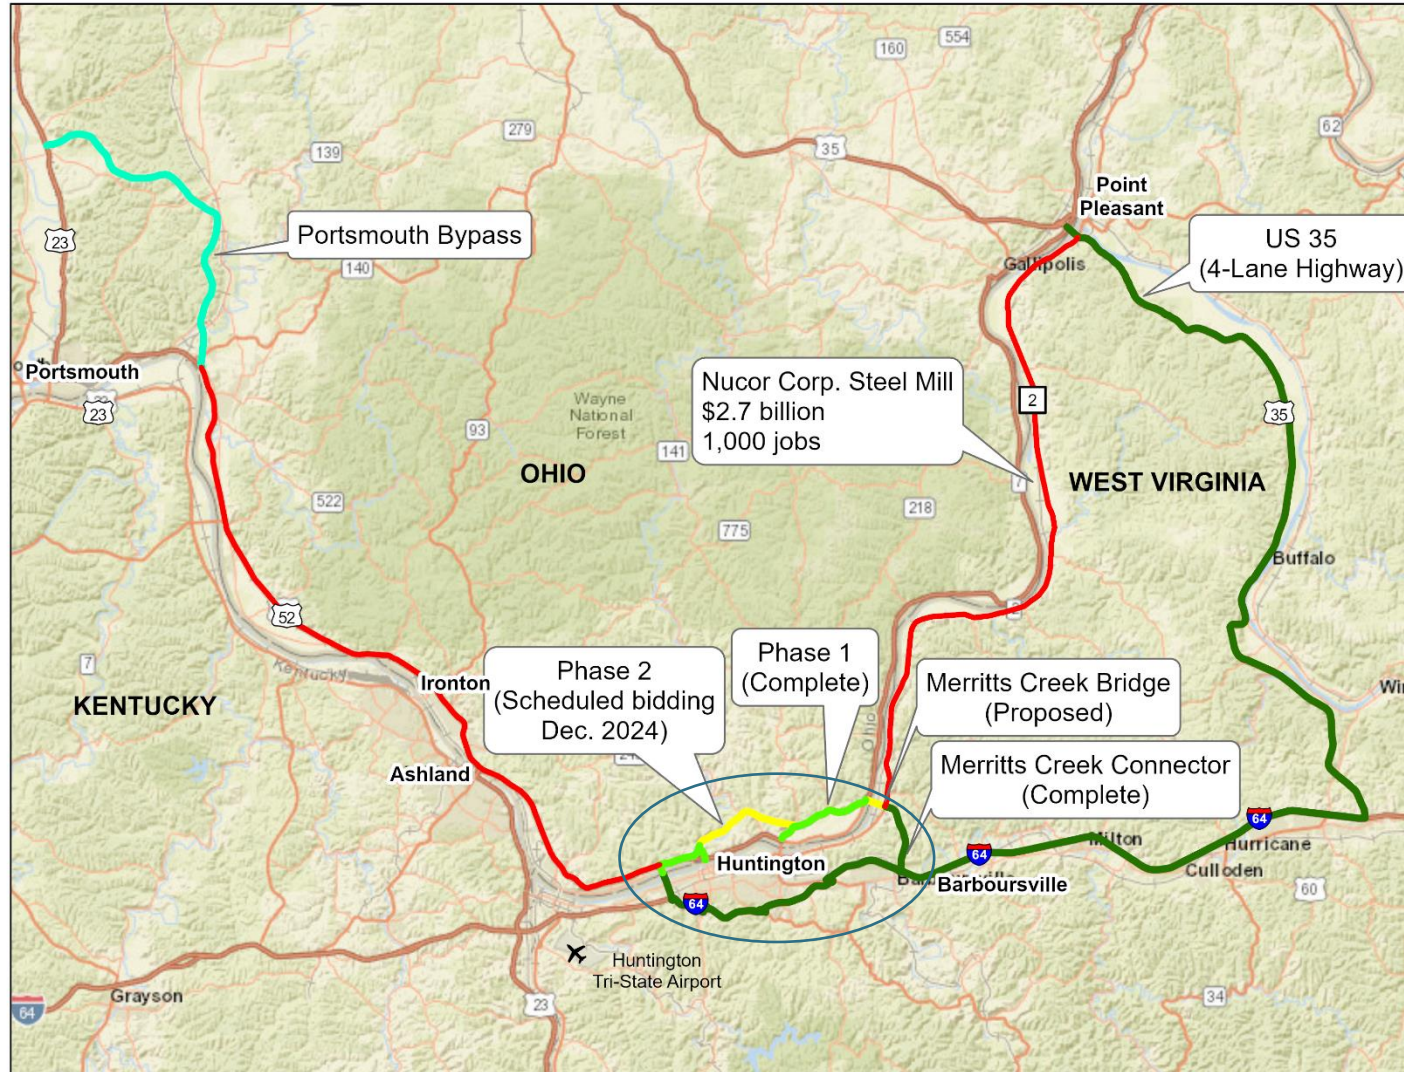 554
160
62
279
35
139
Point
Pleasant
Portsmouth Bypass
US 35
(4-Lane Highway)
23
140
Gallipolis
Portsmouth
Nucor Corp. Steel Mill
$2.7 billion
1,000 jobs
Wayne
National
Forest
2
35
23
93
141
OHIO
WEST VIRGINIA
7
522
218
775
Buffalo
52
2
Kentucky
7
Ironton
KENTUCKY
Phase 2
(Scheduled bidding
Dec. 2024)
Phase 1
(Complete)
Merritts Creek Bridge
(Proposed)
Ohio
Ashland
Merritts Creek Connector
(Complete)
64
Milton
Hurricane
64
Huntington
Culloden
Barboursville
60
64
Huntington
Tri-State Airport
Grayson
23
34
64